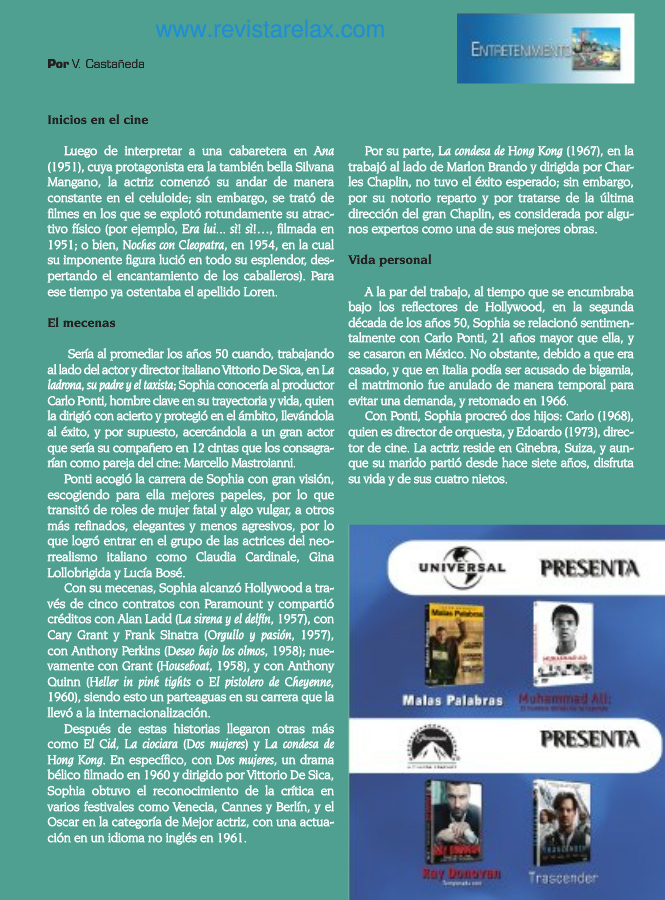 www.revistarelax.com
ENTRETENIMIENTO
Por V. Castañeda
Inicios en el cine
Luego de interpretar a una cabaretera en Ana
(1951), cuya protagonista era la también bella Silvana
Mangano, la actriz comenzó su andar de manera
constante en el celuloide; sin embargo, se trató de
filmes en los que se explotó rotundamente su atrac-
tivo físico (por ejemplo, Era lui... sì! sì!..., filmada en
1951; o bien, Noches con Cleopatra, en 1954, en la cual
su imponente figura lució en todo su esplendor, des-
pertando el encantamiento de los caballeros). Para
ese tiempo ya ostentaba el apellido Loren.
El mecenas
Sería al promediar los años 50 cuando, trabajando
al lado del actor y director italiano Vittorio De Sica, en La
ladrona, su padre y el taxista; Sophia conocería al productor
Carlo Ponti, hombre clave en su trayectoria y vida, quien
la dirigió con acierto y protegió en el ámbito, llevándola
al éxito, y por supuesto, acercándola a un gran actor
que sería su compañero en 12 cintas que los consagra-
rían como pareja del cine: Marcello Mastroianni.
Ponti acogió la carrera de Sophia con gran visión,
escogiendo para ella mejores papeles, por lo que
transitó de roles de mujer fatal y algo vulgar, a otros
más refinados, elegantes y menos agresivos, por lo
que logró entrar en el grupo de las actrices del neo-
rrealismo italiano como Claudia Cardinale, Gina
Lollobrigida y Lucía Bosé.
Con su mecenas, Sophia alcanzó Hollywood a tra-
vés de cinco contratos con Paramount y compartió
créditos con Alan Ladd (La sirena y el delfín, 1957), con
Cary Grant y Frank Sinatra (Orgullo y pasión, 1957),
con Anthony Perkins (Deseo bajo los olmos, 1958); nue-
vamente con Grant (Houseboat, 1958), y con Anthony
Quinn (Heller in pink tights o El pistolero de Cheyenne,
1960), siendo esto un parteaguas en su carrera que la
llevó a la internacionalización.
Después de estas historias llegaron otras más
como El Cid, La ciociara (Dos mujeres) y La condesa de
Hong Kong. En específico, con Dos mujeres, un drama
bélico filmado en 1960 y dirigido por Vittorio De Sica,
Sophia obtuvo el reconocimiento de la crítica en
varios festivales como Venecia, Cannes y Berlín, y el
Oscar en la categoría de Mejor actriz, con una actua-
ción en un idioma no inglés en 1961.
Por su parte, La condesa de Hong Kong (1967), en la
trabajó al lado de Marlon Brando y dirigida por Char-
les Chaplin, no tuvo el éxito esperado; sin embargo,
por su notorio reparto y por tratarse de la última
dirección del gran Chaplin, es considerada por algu-
nos expertos como una de sus mejores obras.
Vida personal
A la par del trabajo, al tiempo que se encumbraba
bajo los reflectores de Hollywood, en la segunda
década de los años 50, Sophia se relacionó sentimen-
talmente con Carlo Ponti, 21 años mayor que ella, y
se casaron en México. No obstante, debido a que era
casado, y que en Italia podía ser acusado de bigamia,
el matrimonio fue anulado de manera temporal para
evitar una demanda, y retomado en 1966.
Con Ponti, Sophia procreó dos hijos: Carlo (1968),
quien es director de orquesta, y Edoardo (1973), direc-
tor de cine. La actriz reside en Ginebra, Suiza, y aun-
que su marido partió desde hace siete años, disfruta
su vida y de sus cuatro nietos.
UNIVERSAL PRESENTA
Malas Palabras
MUHAMMAD ALI
Malas Palabras
Muhammad Ali:
Paramount PRESENTA
RAY DONOVAN
TRASCENDER
Ray Donovan
Temporada uno
Trascender